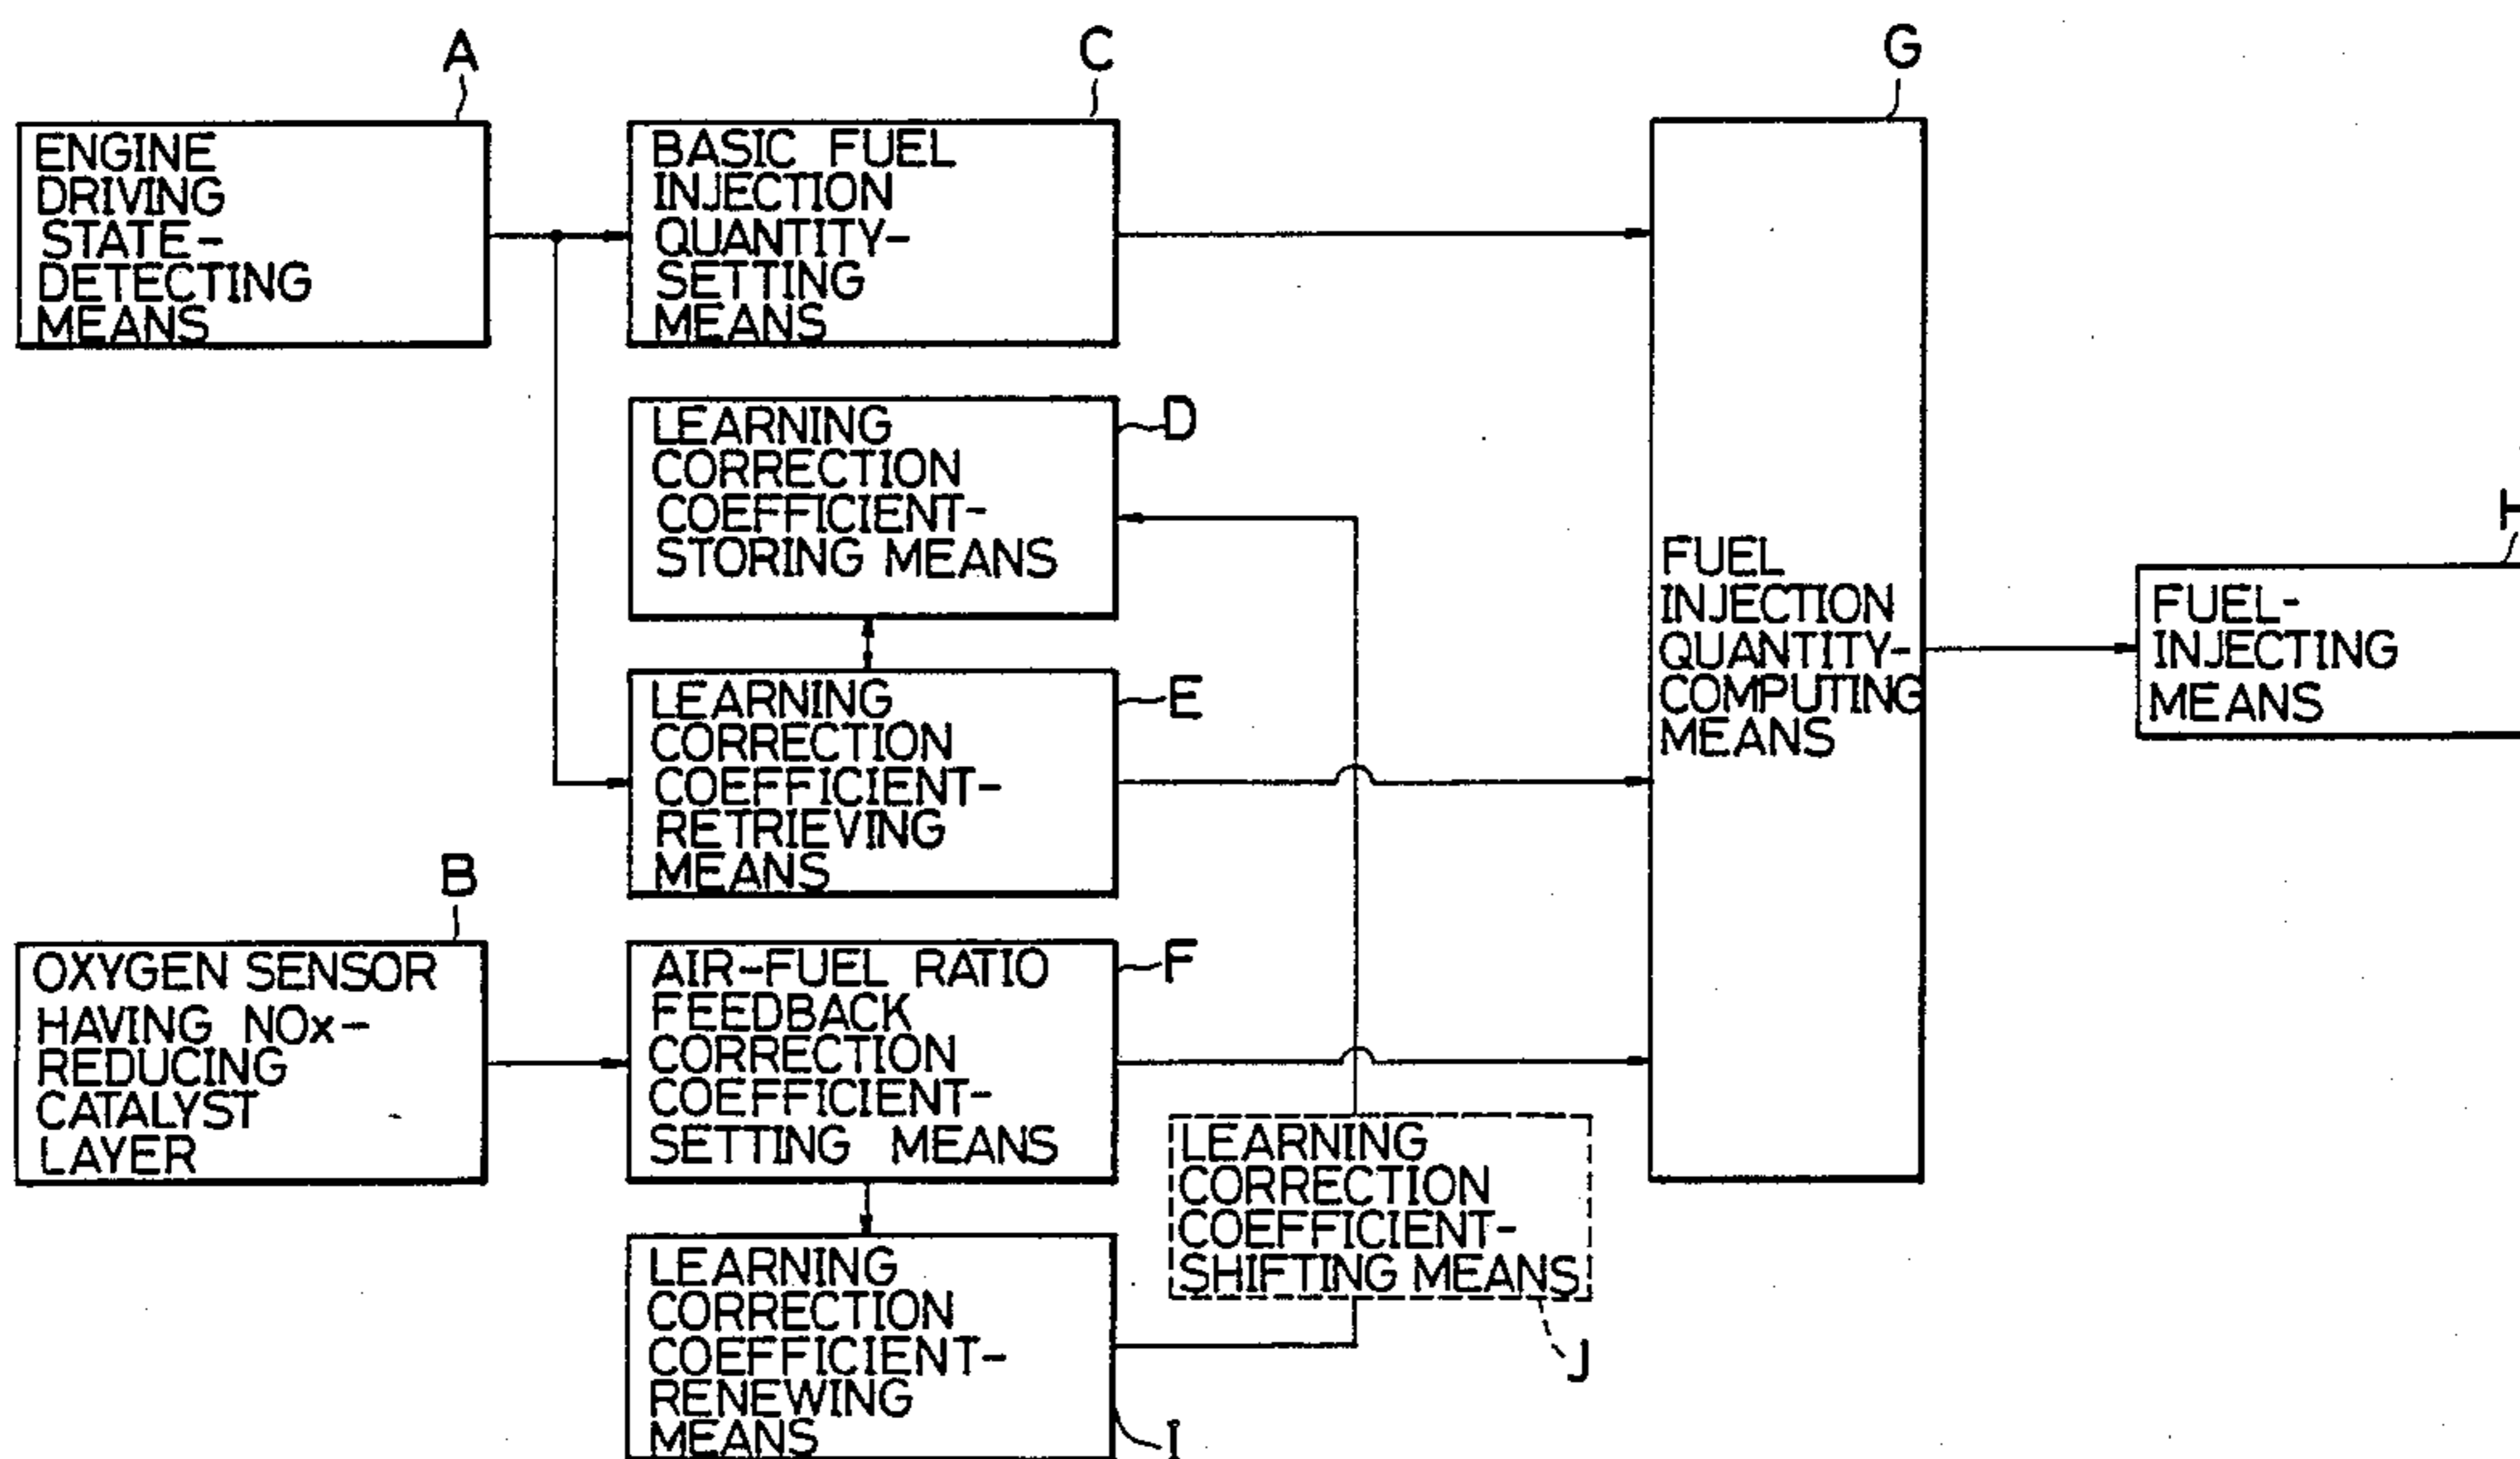 A
ENGINE
DRIVING
STATE-
DETECTING
MEANS
C
BASIC FUEL
INJECTION
QUANTITY-
SETTING
MEANS
D
LEARNING
CORRECTION
COEFFICIENT-
STORING MEANS
E
LEARNING
CORRECTION
COEFFICIENT-
RETRIEVING
MEANS
B
OXYGEN SENSOR
HAVING NOx-
REDUCING
CATALYST
LAYER
F
AIR-FUEL RATIO
FEEDBACK
CORRECTION
COEFFICIENT-
SETTING MEANS
LEARNING
CORRECTION
COEFFICIENT-
RENEWING
MEANS
I
LEARNING
CORRECTION
COEFFICIENT-
SHIFTING MEANS
J
G
FUEL
INJECTION
QUANTITY-
COMPUTING
MEANS
FUEL-
INJECTING
MEANS